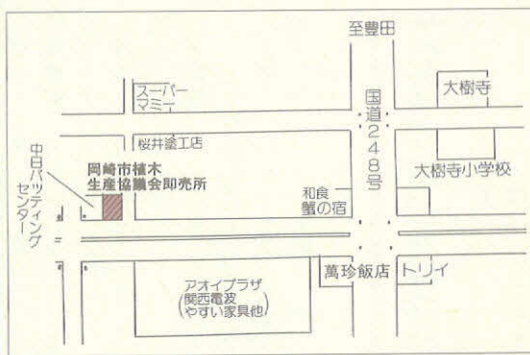 至豊田
スーパー
マミー
国道248号
大樹寺
桜井塗工店
大樹寺小学校
中日バッティング
センター
岡崎市植木
生産協議会即売所
和食
蟹の宿
萬珍飯店
トリイ
アオイプラザ
(関西電波
やすい家具他)